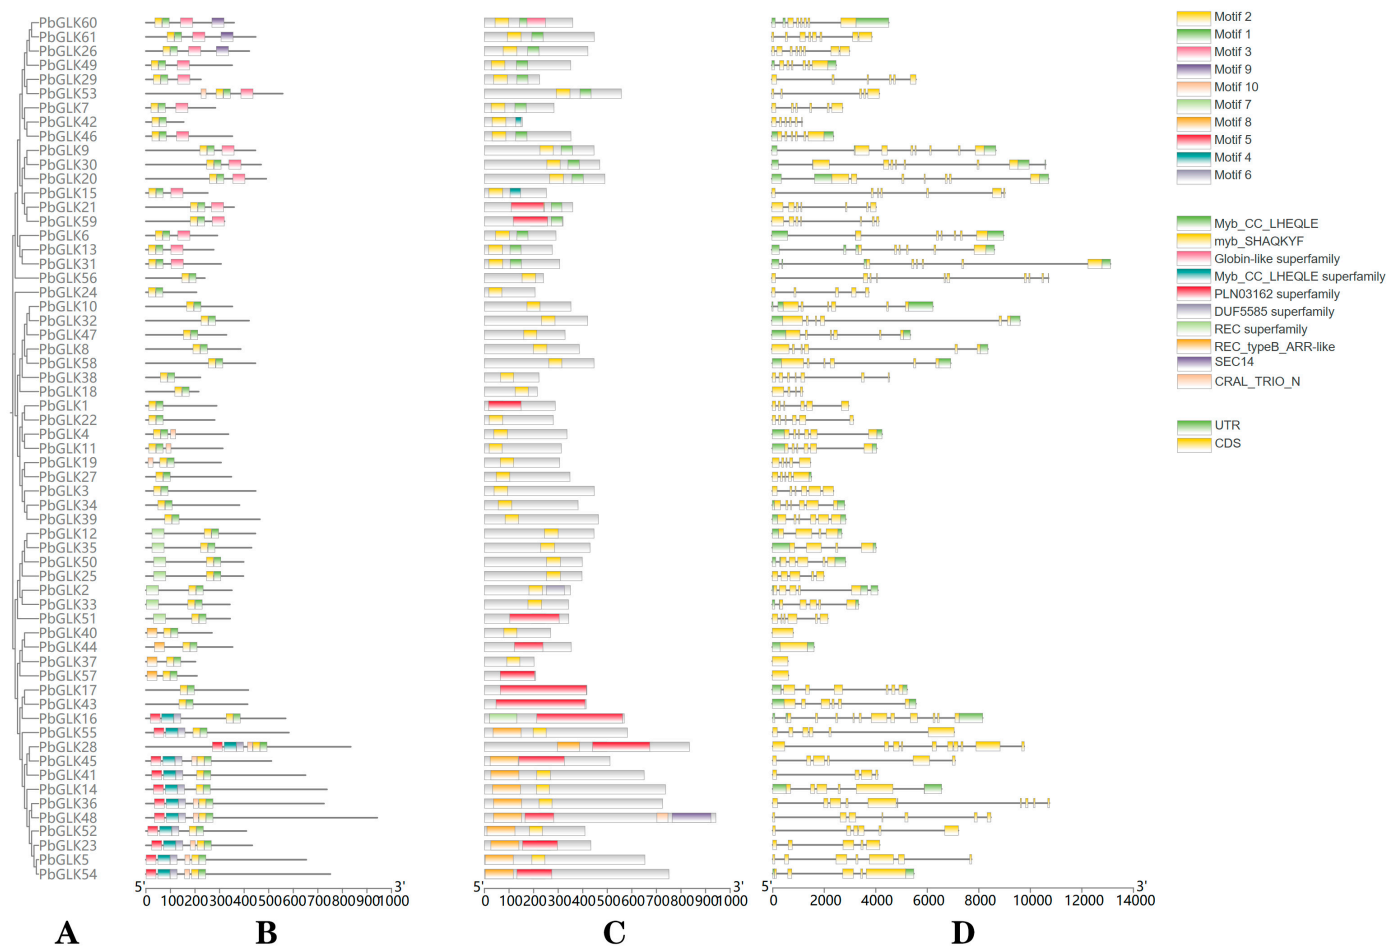 PbGLK60
PbGLK61
PbGLK26
PbGLK49
PbGLK29
PbGLK53
PbGLK7
PbGLK42
PbGLK46
PbGLK9
PbGLK30
PbGLK20
PbGLK15
PbGLK21
PbGLK59
PbGLK6
PbGLK13
PbGLK31
PbGLK56
PbGLK24
PbGLK10
PbGLK32
PbGLK47
PbGLK8
PbGLK58
PbGLK38
PbGLK18
PbGLK1
PbGLK22
PbGLK4
PbGLK11
PbGLK19
PbGLK27
PbGLK3
PbGLK34
PbGLK39
PbGLK12
PbGLK35
PbGLK50
PbGLK25
PbGLK2
PbGLK33
PbGLK51
PbGLK40
PbGLK44
PbGLK37
PbGLK57
PbGLK17
PbGLK43
PbGLK16
PbGLK55
PbGLK28
PbGLK45
PbGLK41
PbGLK14
PbGLK36
PbGLK48
PbGLK52
PbGLK23
PbGLK5
PbGLK54
5' 3'
0 100 200 300 400 500 600 700 800 900 1000
5' 3'
0 100 200 300 400 500 600 700 800 900 1000
5' 3'
0 2000 4000 6000 8000 10000 12000 14000
A B C D
Motif 2
Motif 1
Motif 3
Motif 9
Motif 10
Motif 7
Motif 8
Motif 5
Motif 4
Motif 6
Myb_CC_LHEQLE
myb_SHAQKYF
Globin-like superfamily
Myb_CC_LHEQLE superfamily
PLN03162 superfamily
DUF5585 superfamily
REC superfamily
REC_typeB_ARR-like
SEC14
CRAL_TRIO_N
UTR
CDS